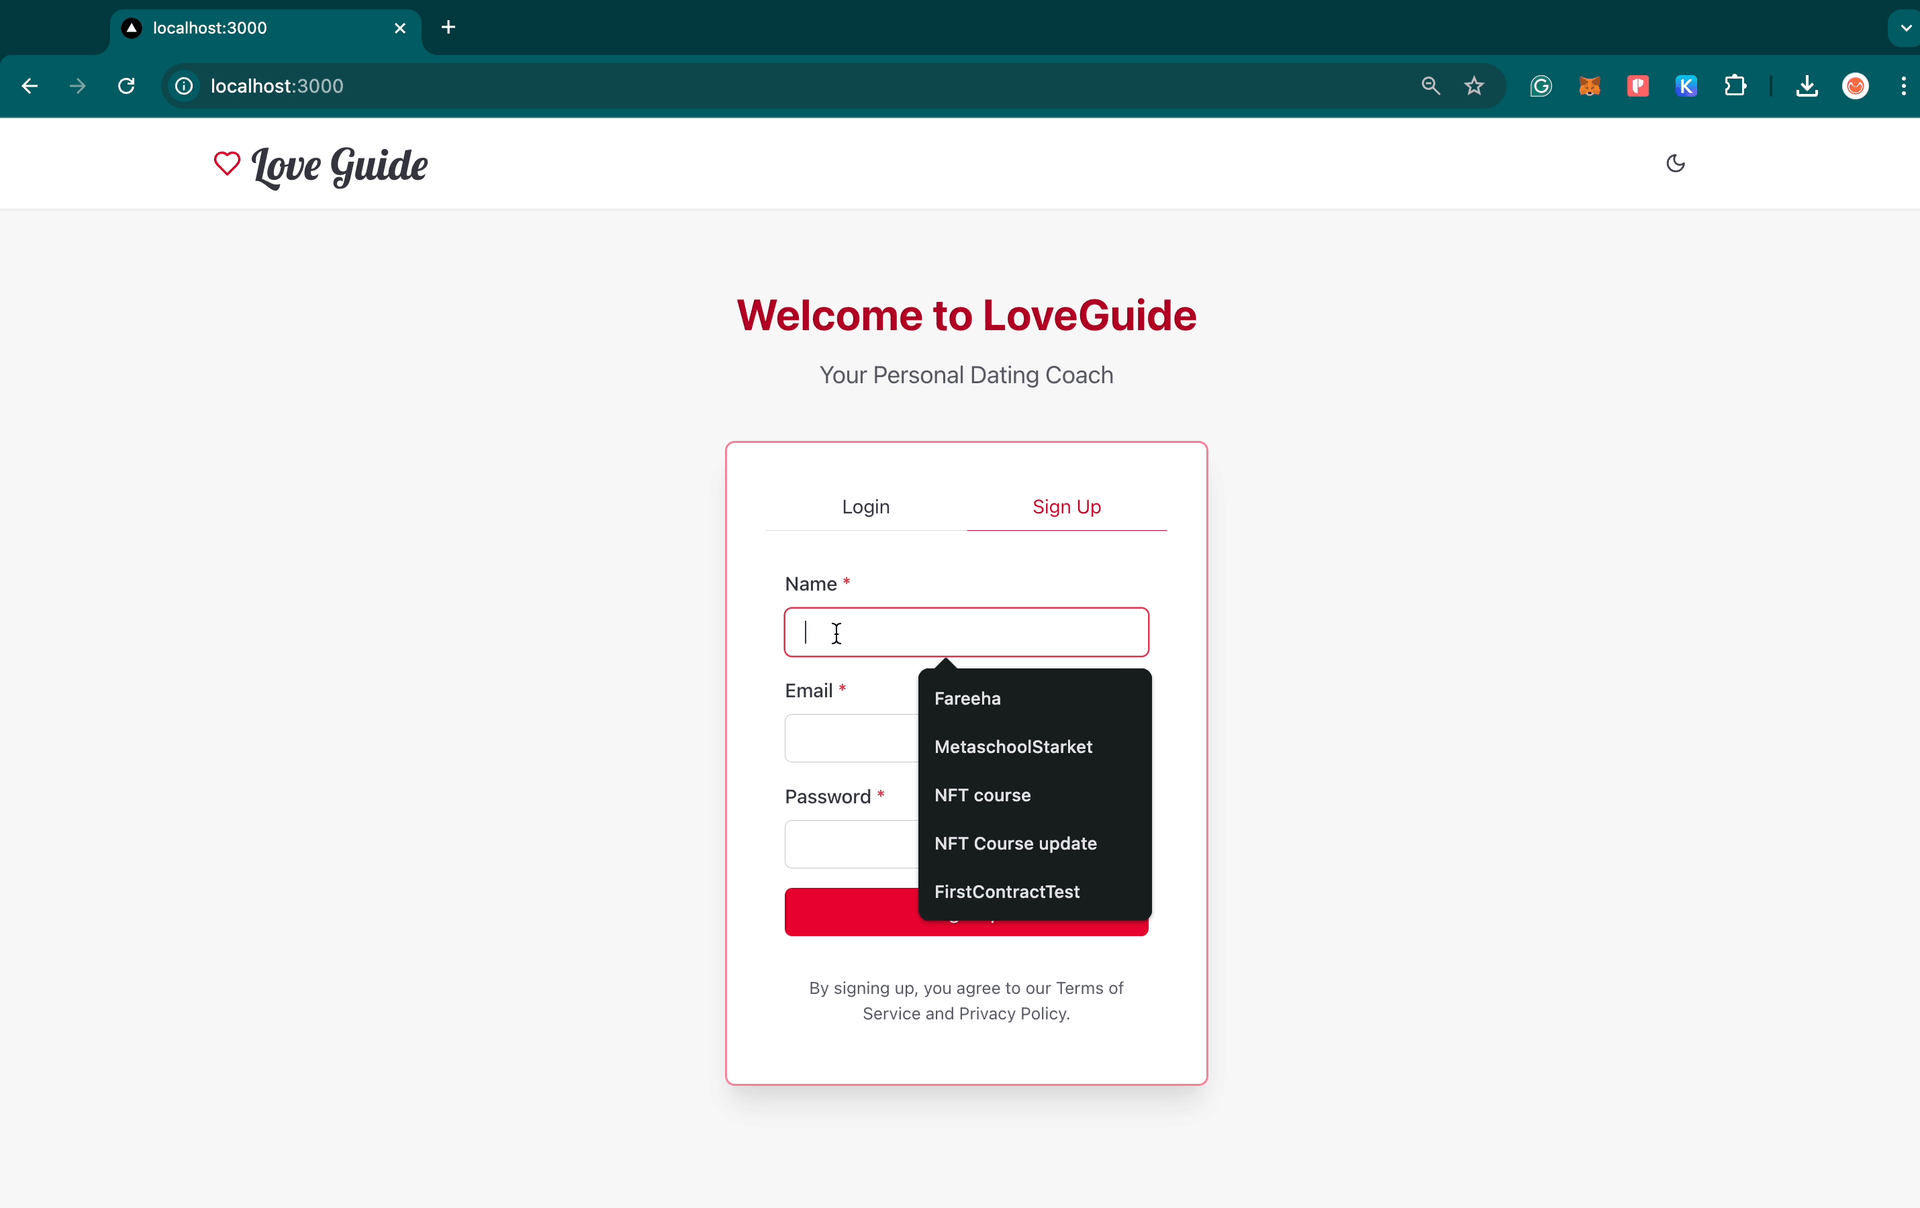 localhost:3000
localhost:3000
Love Guide
Welcome to LoveGuide
Your Personal Dating Coach
Login Sign Up
Name *
Email *
Fareeha
MetaschoolStarket
NFT course
NFT Course update
FirstContractTest
Password *
By signing up, you agree to our Terms of
Service and Privacy Policy.